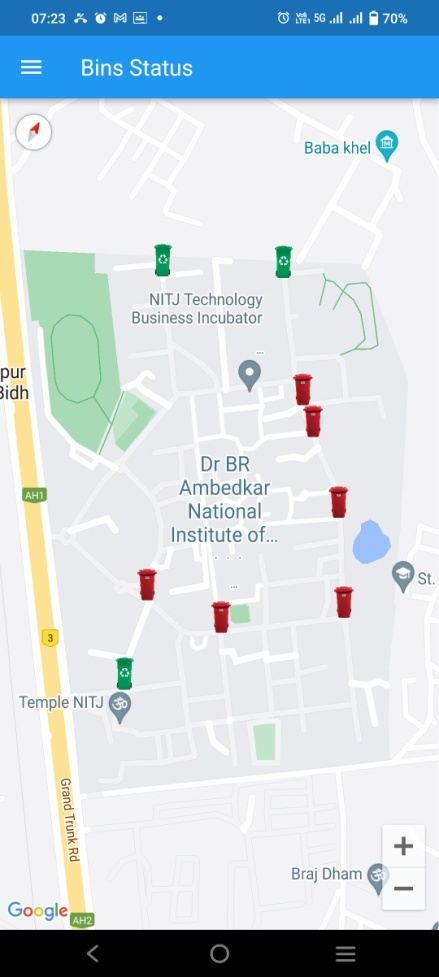 07:23
VoLTE1 5G 70%
Bins Status
Baba khel
NITJ Technology
Business Incubator
...
pur
Bidh
Dr BR
Ambedkar
National
Institute of...
...
AH1
...
St.
3
Temple NITJ
Grand Trunk Rd
+
Braj Dham
−
Google
AH2